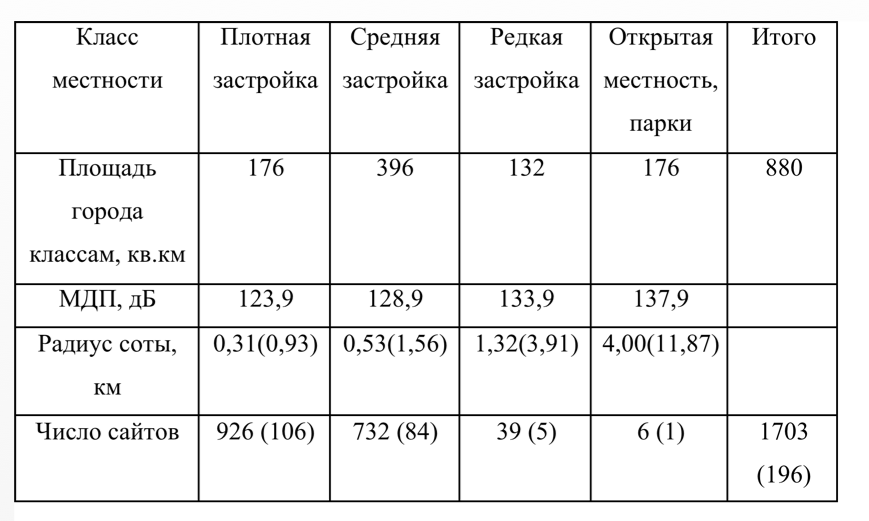 Класс местности | Плотная застройка | Средняя застройка | Редкая застройка | Открытая местность, парки | Итого
Площадь города классам, кв.км | 176 | 396 | 132 | 176 | 880
МДП, дБ | 123,9 | 128,9 | 133,9 | 137,9
Радиус соты, км | 0,31(0,93) | 0,53(1,56) | 1,32(3,91) | 4,00(11,87)
Число сайтов | 926 (106) | 732 (84) | 39 (5) | 6 (1) | 1703 (196)